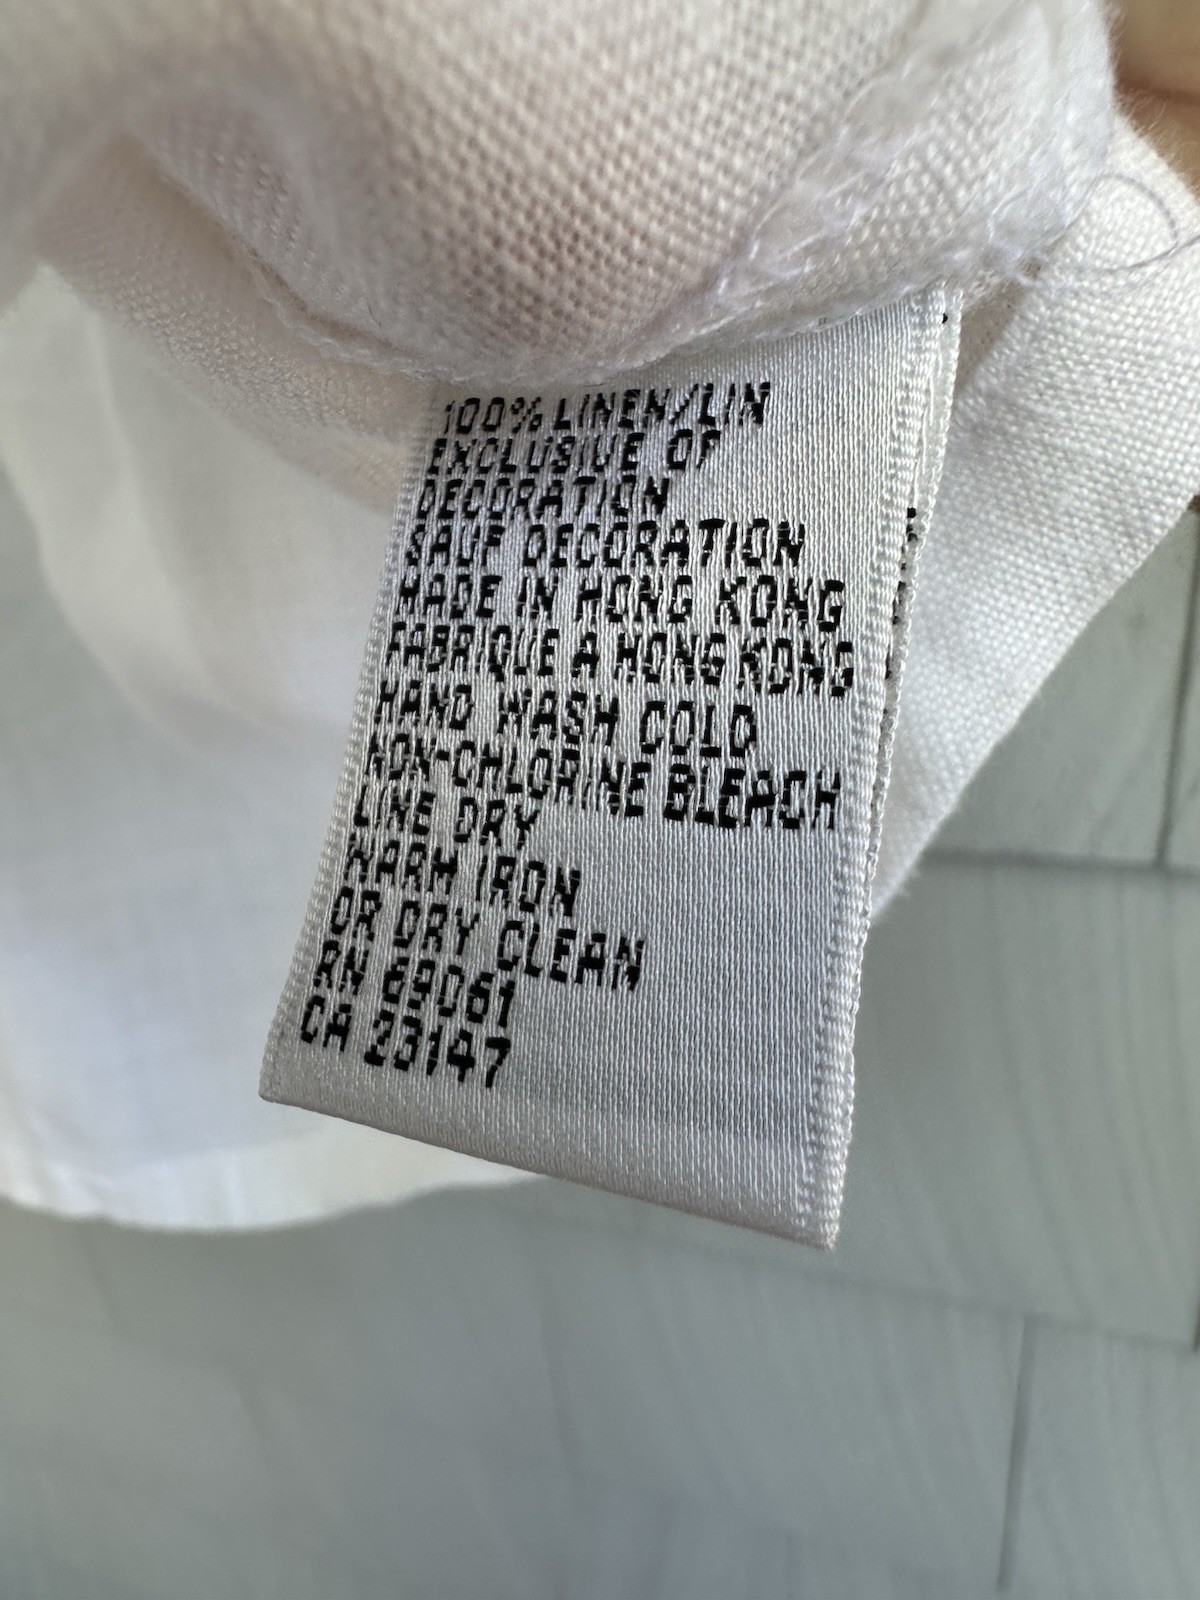 100% LINEN/LIN
EXCLUSIVE OF
DECORATION
SAUF DECORATION
MADE IN HONG KONG
FABRIQUE A HONG KONG
HAND WASH COLD
NON-CHLORINE BLEACH
LINE DRY
WARM IRON
OR DRY CLEAN
RN 69061
CA 23147